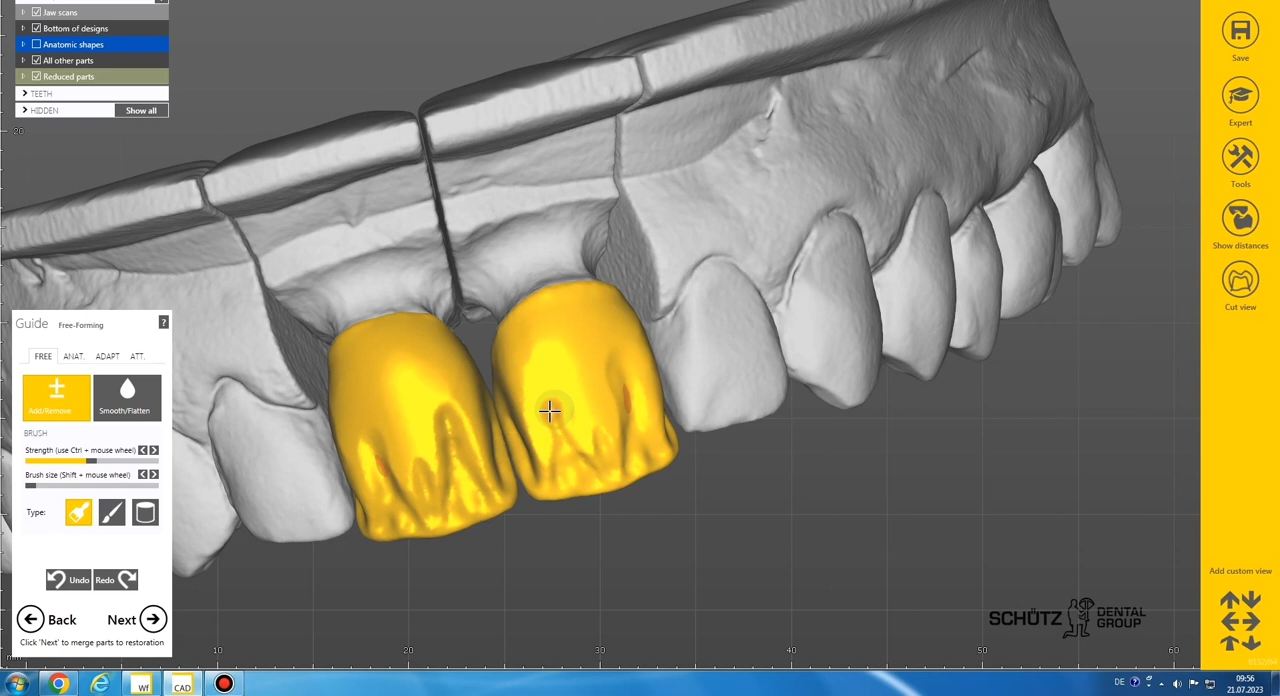 Jaw scans
Bottom of designs
Anatomic shapes
All other parts
Reduced parts
TEETH
HIDDEN
Show all
20
Guide Free-Forming ?
FREE ANAT. ADAPT ATT.
Add/Remove Smooth/Flatten
BRUSH
Strength (use Ctrl + mouse wheel)
Brush size (Shift + mouse wheel)
Type:
Undo Redo
Back Next
Click 'Next' to merge parts to restoration
10 20 30 40 50 60
SCHÜTZ DENTAL
GROUP
Save
Expert
Tools
Show distances
Cut view
Add custom view
Wf CAD
DE
09:56
21.07.2023